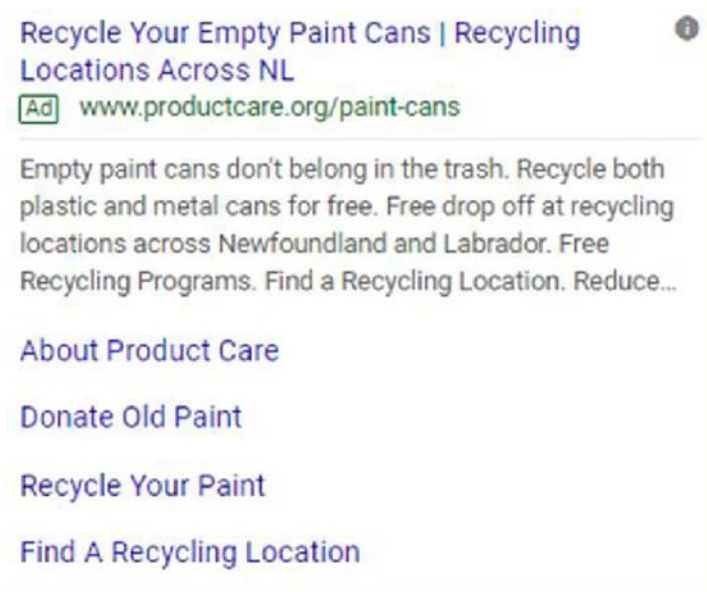 Recycle Your Empty Paint Cans | Recycling
Locations Across NL
Ad www.productcare.org/paint-cans
Empty paint cans don't belong in the trash. Recycle both
plastic and metal cans for free. Free drop off at recycling
locations across Newfoundland and Labrador. Free
Recycling Programs. Find a Recycling Location. Reduce...
About Product Care
Donate Old Paint
Recycle Your Paint
Find A Recycling Location